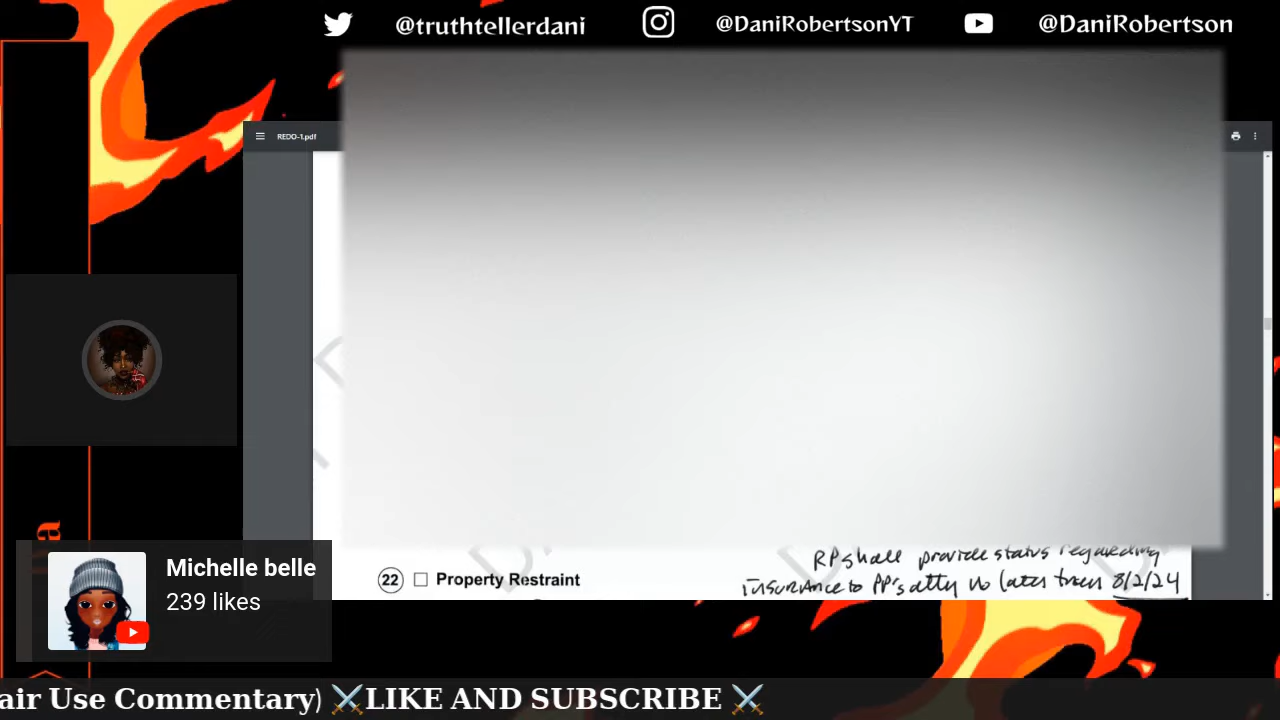 @truthtellerdani @DaniRobertsonYT @DaniRobertson
REDO-1.pdf
RP shall provide status regarding
22 Property Restraint
insurance to PP's atty no later than 8/2/24
a
Michelle belle
239 likes
air Use Commentary) ⚔️LIKE AND SUBSCRIBE ⚔️